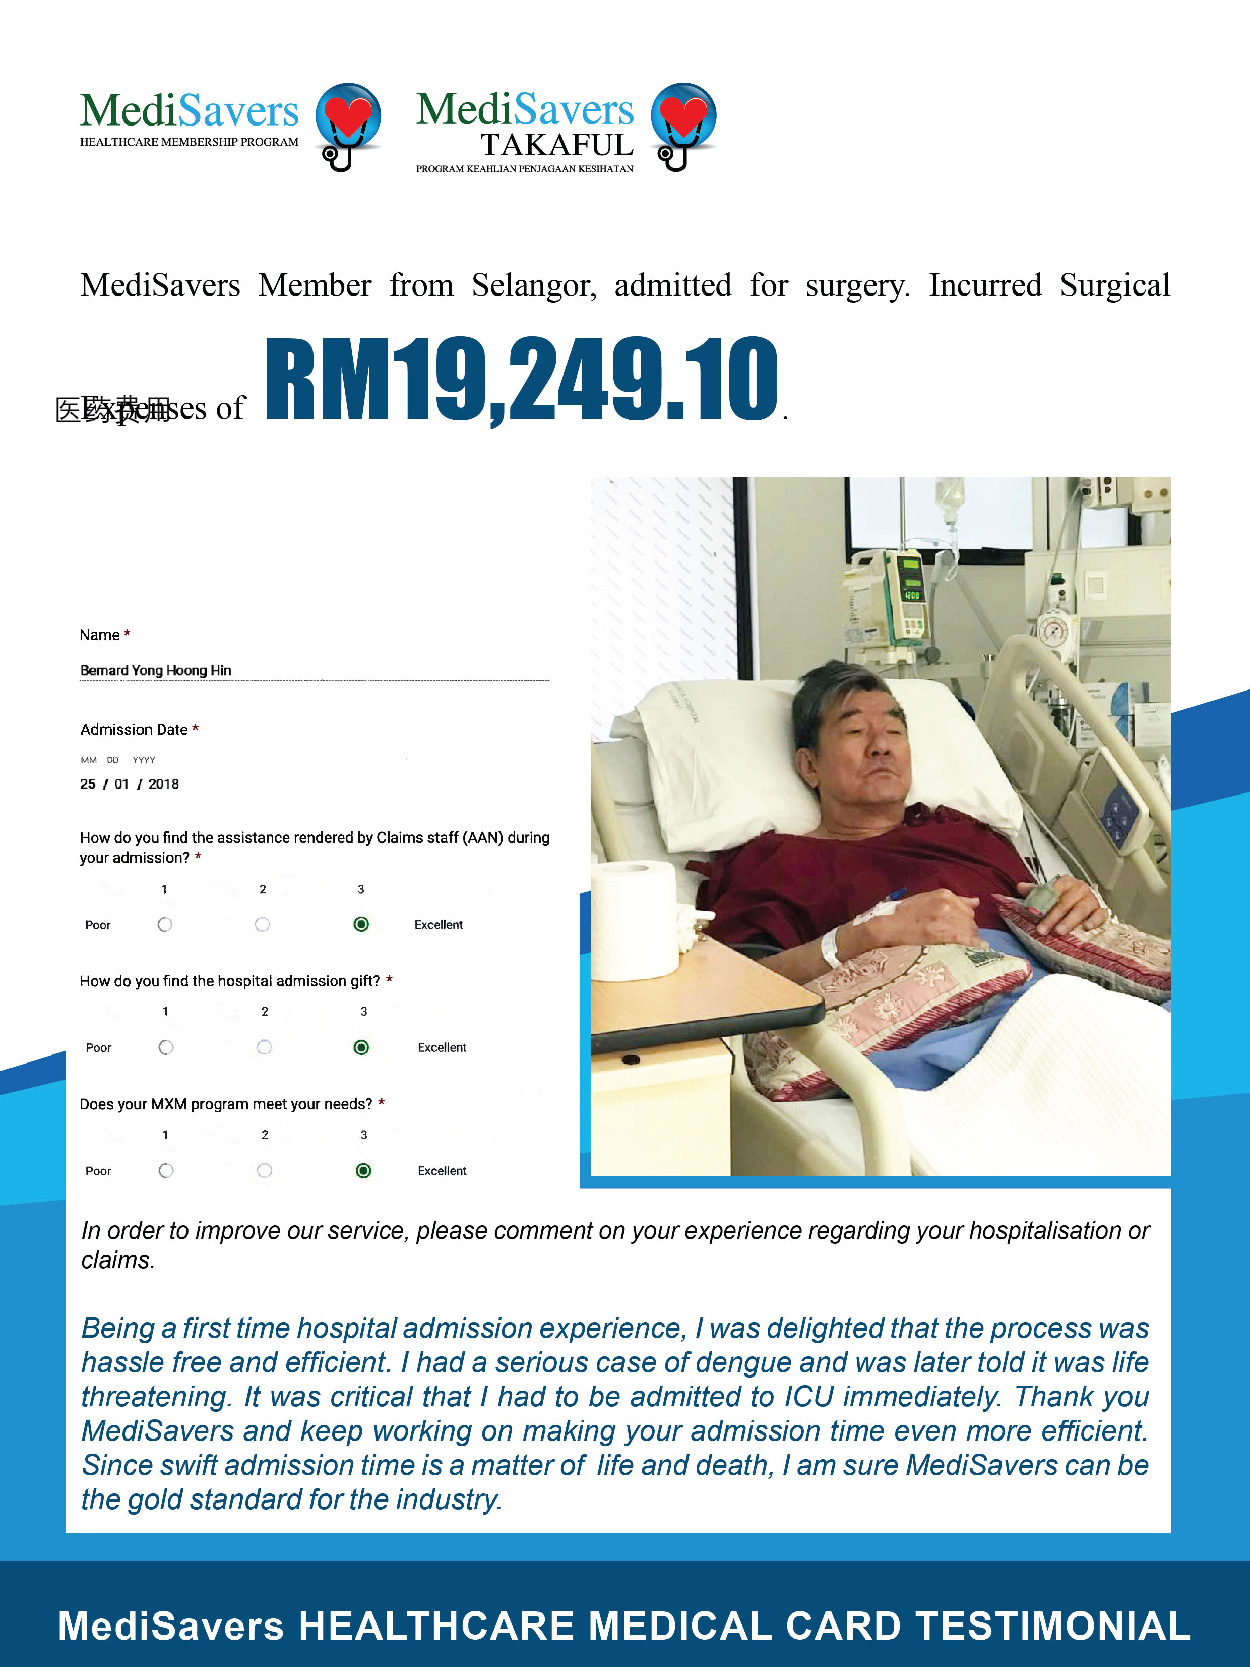 MediSavers
HEALTHCARE MEMBERSHIP PROGRAM
MediSavers
TAKAFUL
PROGRAM KEAHLIAN PENJAGAAN KESIHATAN
MediSavers Member from Selangor, admitted for surgery. Incurred Surgical
Expenses of RM19,249.10.
医药费用
Name *
Bernard Yong Hoong Hin
Admission Date *
MM DD YYYY
25 / 01 / 2018
How do you find the assistance rendered by Claims staff (AAN) during
your admission? *
1 2 3
Poor Excellent
How do you find the hospital admission gift? *
1 2 3
Poor Excellent
Does your MXM program meet your needs? *
1 2 3
Poor Excellent
In order to improve our service, please comment on your experience regarding your hospitalisation or
claims.
Being a first time hospital admission experience, I was delighted that the process was
hassle free and efficient. I had a serious case of dengue and was later told it was life
threatening. It was critical that I had to be admitted to ICU immediately. Thank you
MediSavers and keep working on making your admission time even more efficient.
Since swift admission time is a matter of life and death, I am sure MediSavers can be
the gold standard for the industry.
MediSavers HEALTHCARE MEDICAL CARD TESTIMONIAL